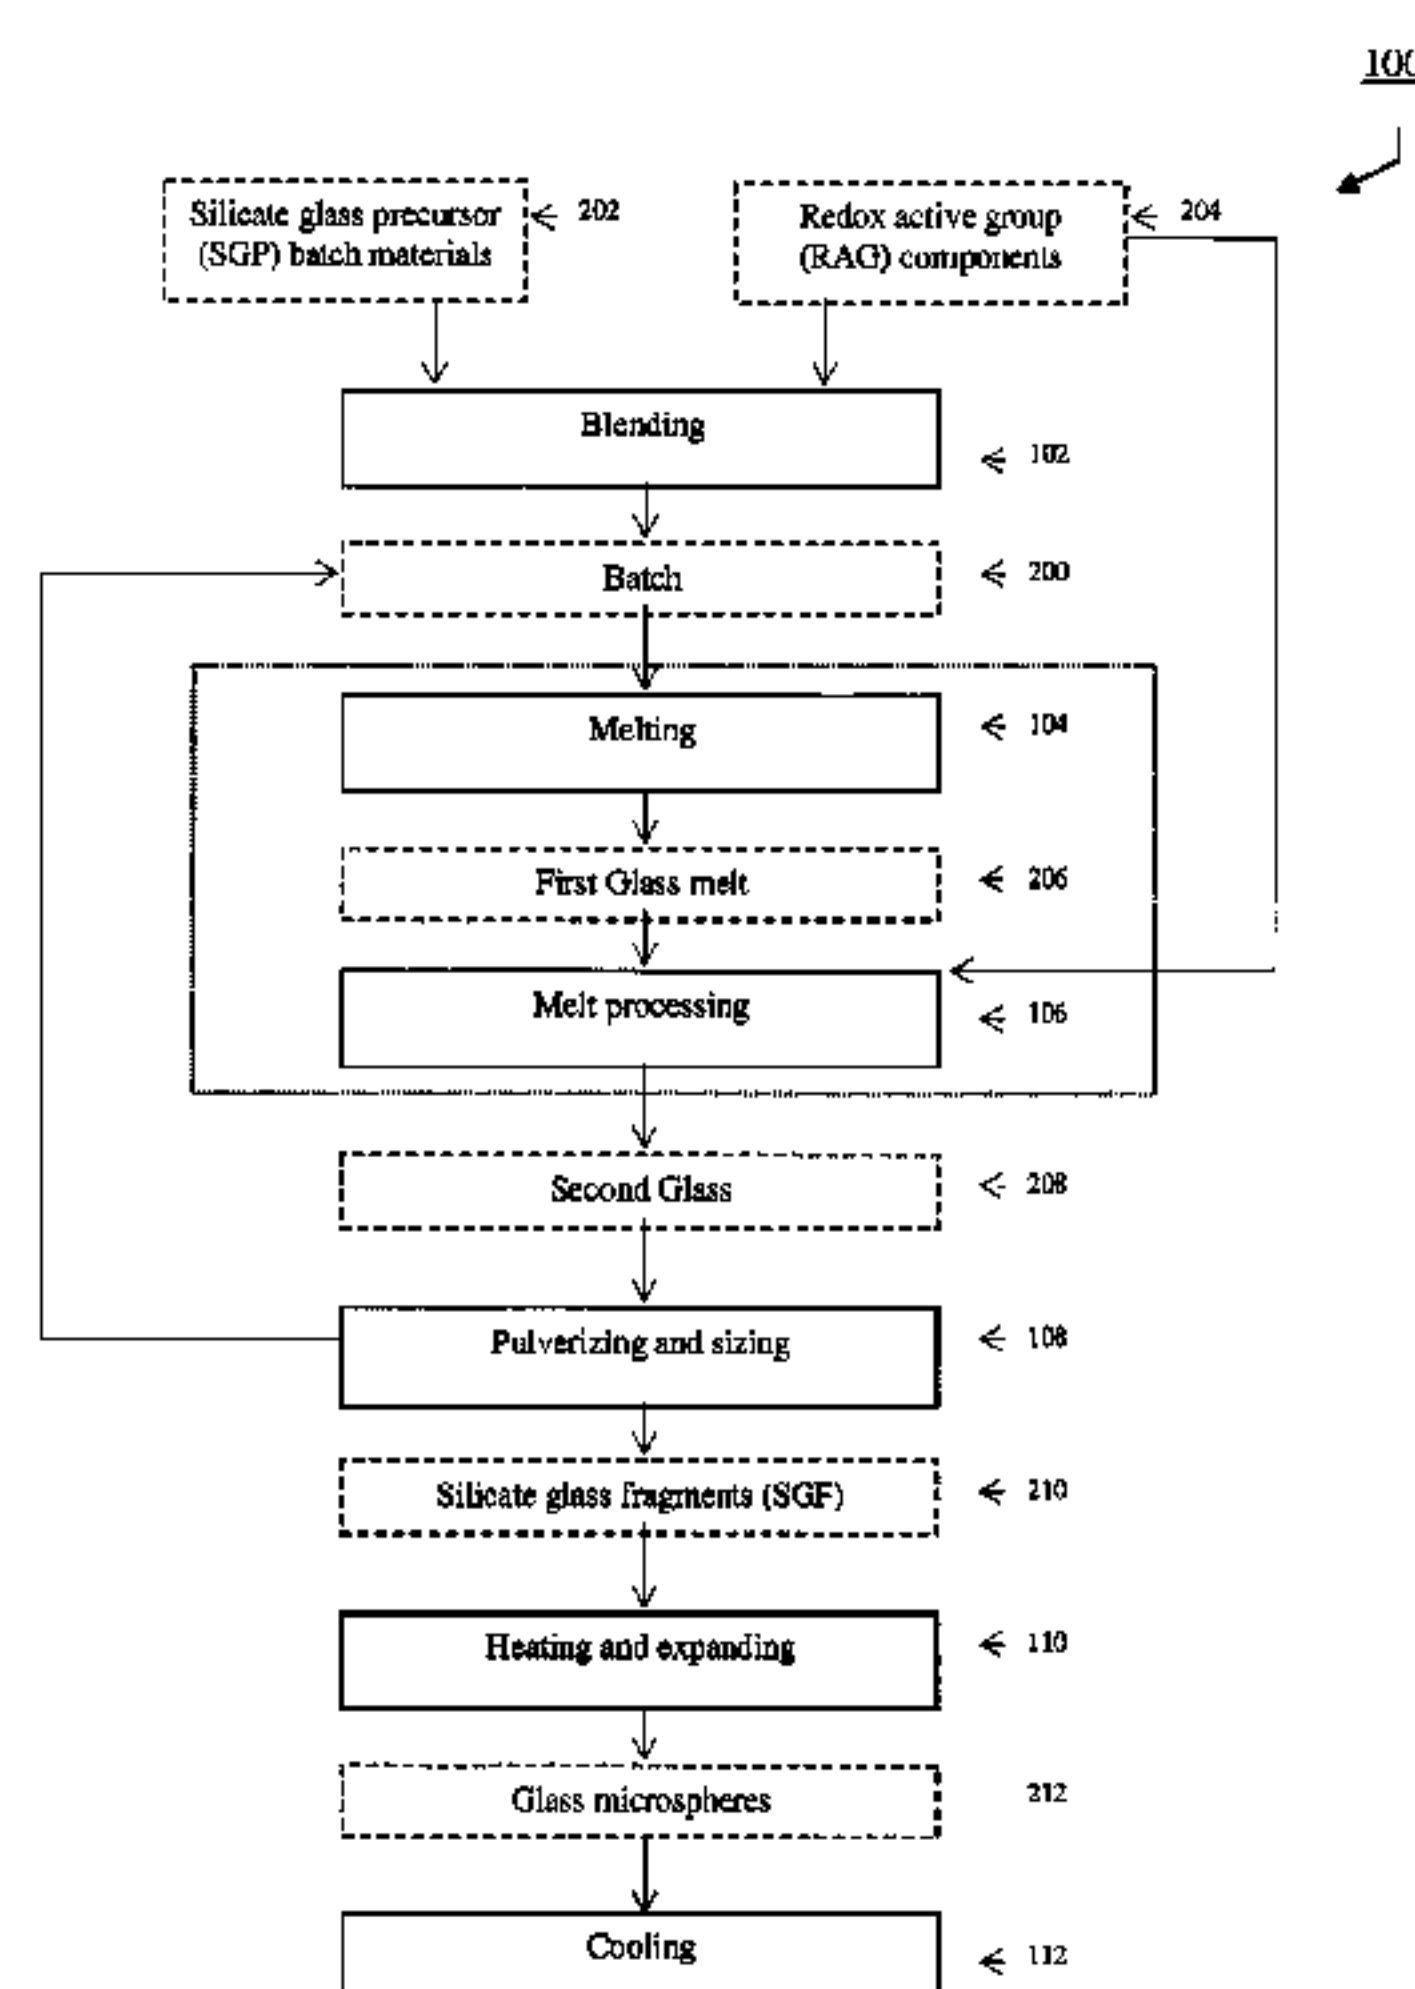 100
Silicate glass precursor
(SGP) batch materials
202
Redox active group
(RAG) components
204
Blending
102
Batch
200
Melting
104
First Glass melt
206
Melt processing
106
Second Glass
208
Pulverizing and sizing
108
Silicate glass fragments (SGF)
210
Heating and expanding
110
Glass microspheres
212
Cooling
112